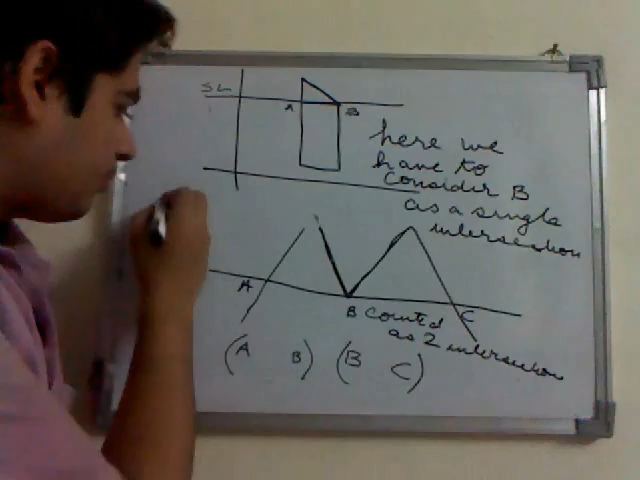 SL
A B
here we
have to
consider B
as a single
intersection
A
B counted C
as 2 intersection
(A B) (B C)